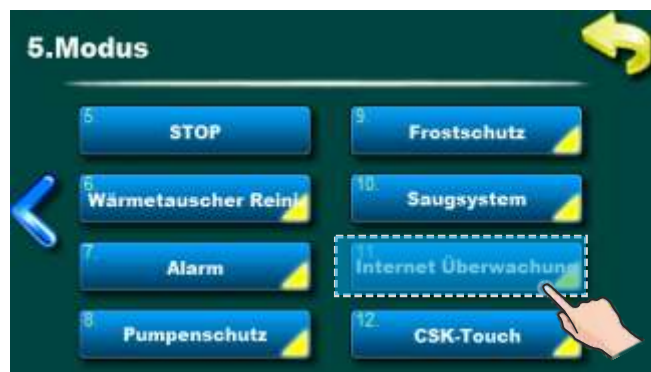 5.Modus
5.
STOP
6.
Wärmetauscher Reini
7.
Alarm
8.
Pumpenschutz
9.
Frostschutz
10.
Saugsystem
11.
Internet Überwachung
12.
CSK-Touch